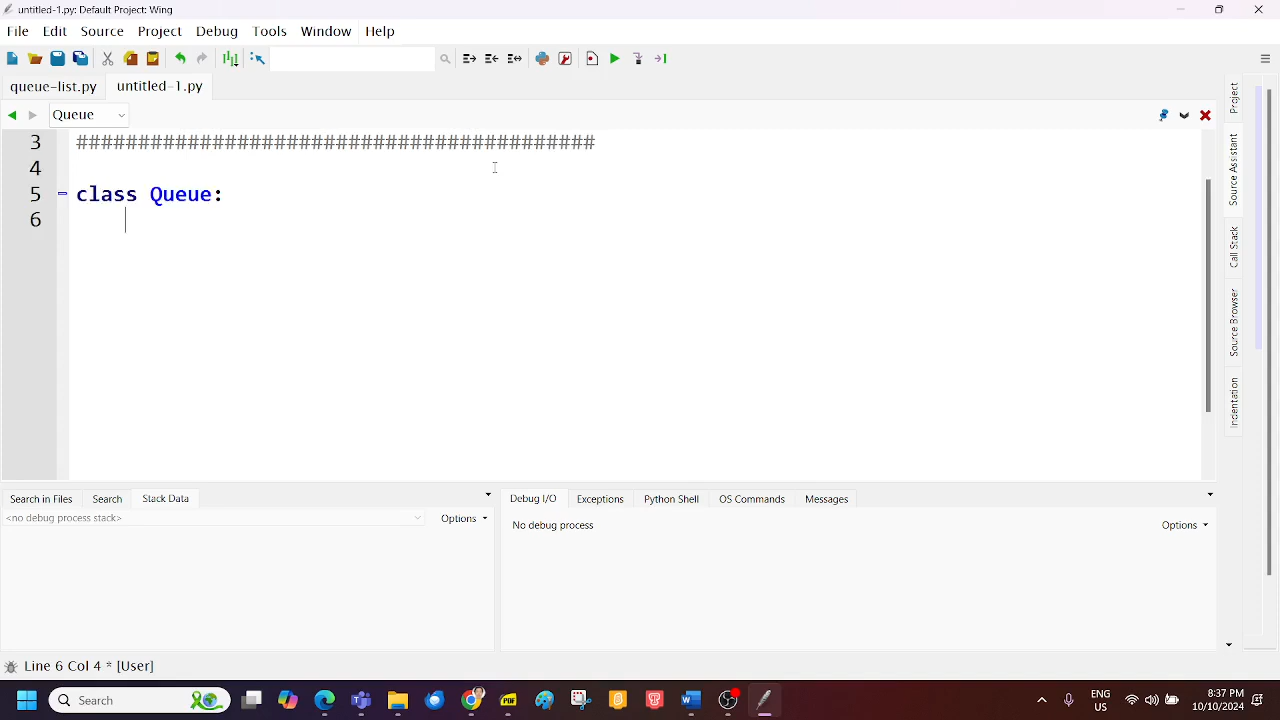 untitled-1.py: Default Project: Wing
File Edit Source Project Debug Tools Window Help
queue-list.py untitled-1.py
Queue
3 ##########################################
4
5 class Queue:
6
Project
Source Assistant
Call Stack
Source Browser
Indentation
Search in Files Search Stack Data
<no debug process stack> Options
Debug I/O Exceptions Python Shell OS Commands Messages
No debug process Options
Line 6 Col 4 * [User]
Search
PDF
ENG
US
8:37 PM
10/10/2024